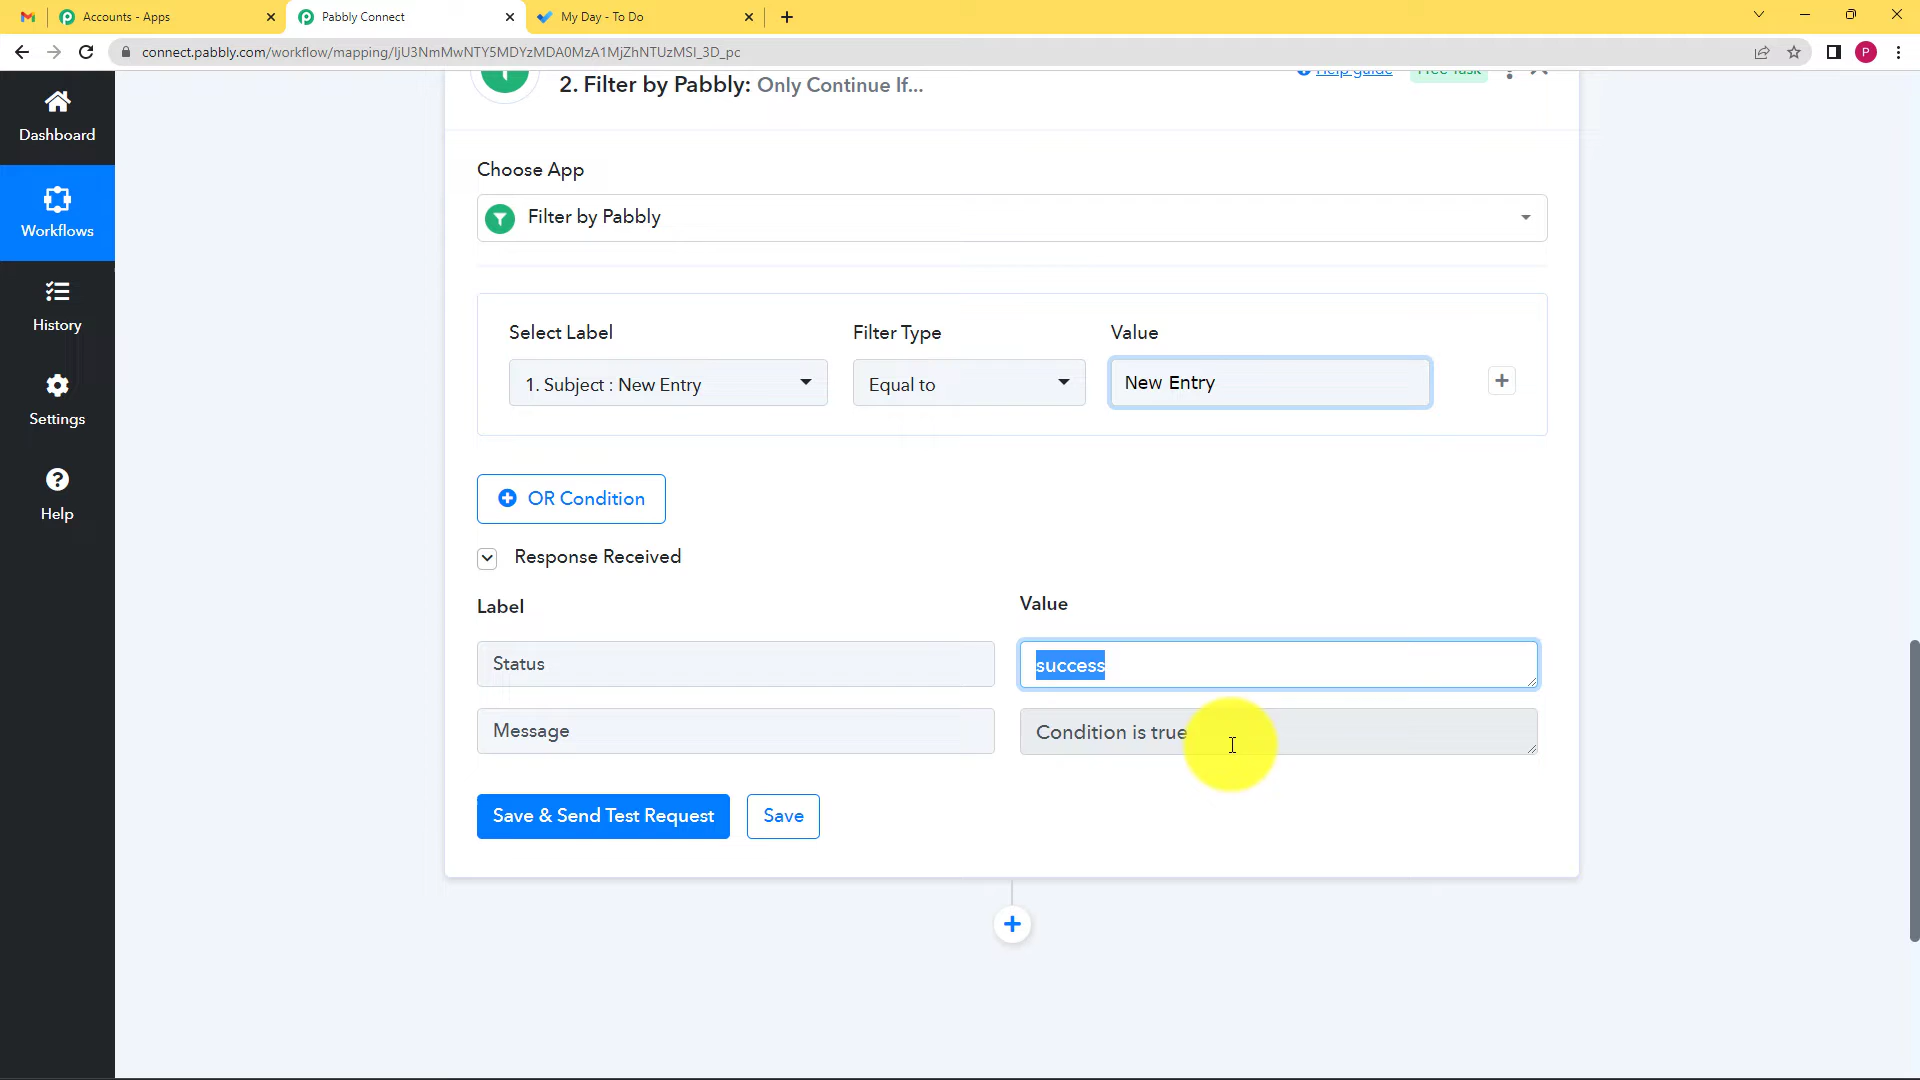 Accounts - Apps
Pabbly Connect
My Day - To Do
connect.pabbly.com/workflow/mapping/IjU3NmMwNTY5MDYzMDA0MzA1MjZhNTUzMSI_3D_pc
P
Dashboard
Workflows
History
Settings
Help
2. Filter by Pabbly: Only Continue If...
Help guide
Free Task
Choose App
Filter by Pabbly
Select Label
Filter Type
Value
1. Subject : New Entry
Equal to
New Entry
OR Condition
Response Received
Label
Value
Status
success
Message
Condition is true
Save & Send Test Request
Save